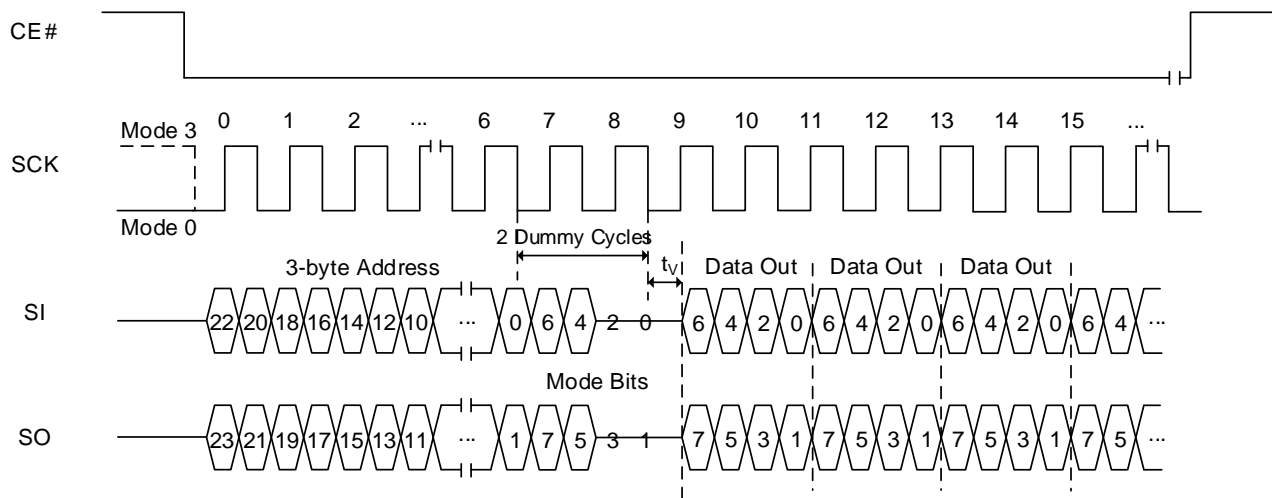 CE#
0 1 2 ... 6 7 8 9 10 11 12 13 14 15 ...
Mode 3
SCK
Mode 0
2 Dummy Cycles
3-byte Address
tV
Data Out Data Out Data Out
SI
22 20 18 16 14 12 10 ... 0 6 4 2 0 6 4 2 0 6 4 2 0 6 4 2 0 6 4 ...
Mode Bits
SO
23 21 19 17 15 13 11 ... 1 7 5 3 1 7 5 3 1 7 5 3 1 7 5 3 1 7 5 ...